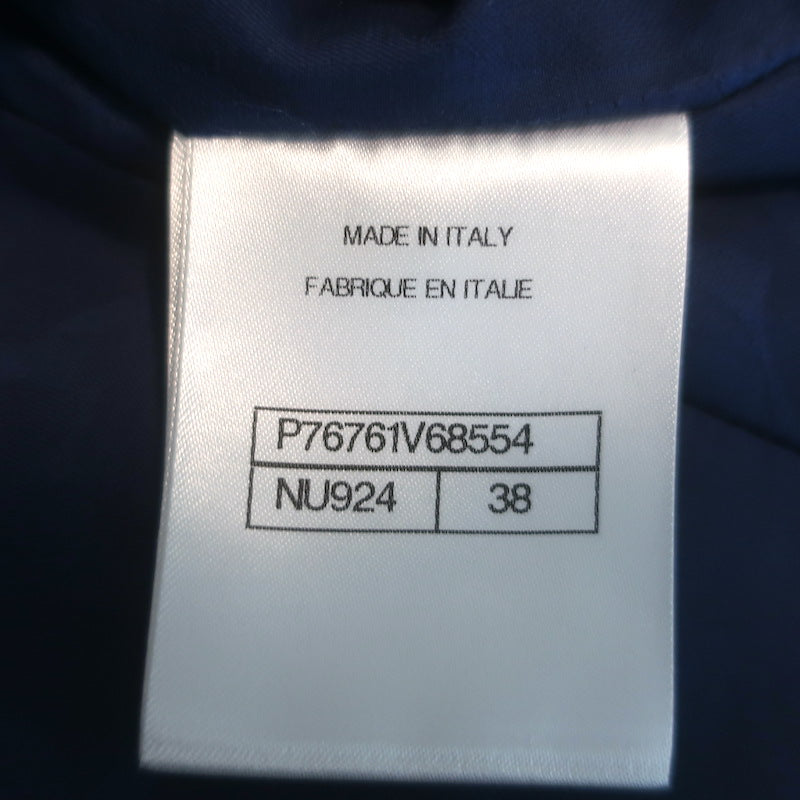 MADE IN ITALY
FABRIQUE EN ITALIE
P76761V68554
NU924 38